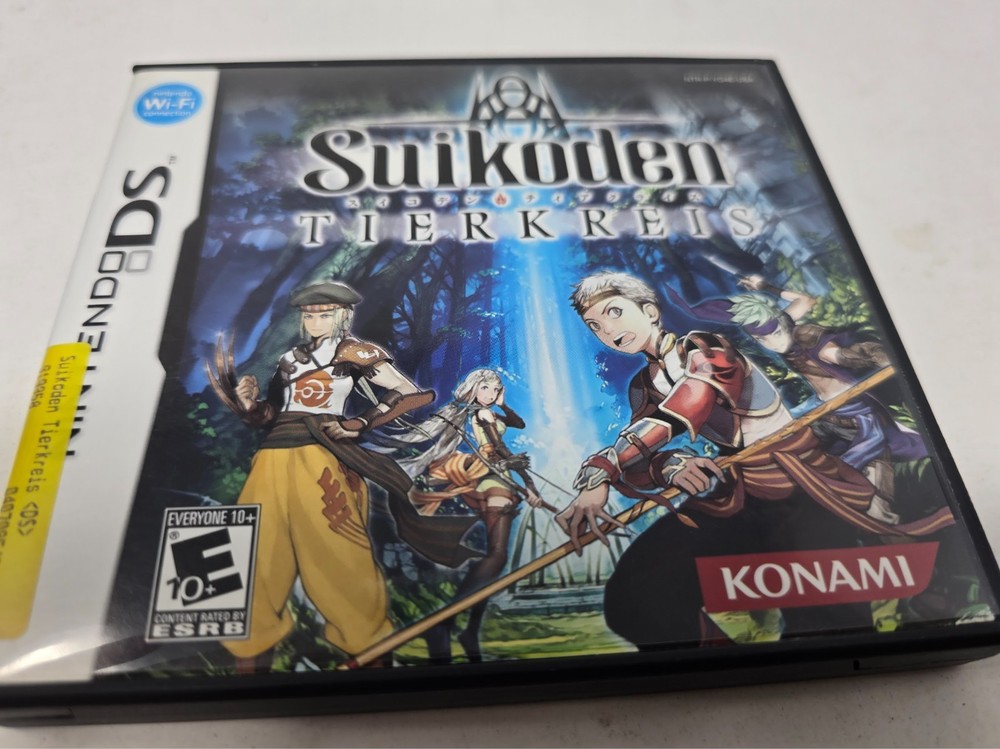 Nintendo
Wi-Fi
CONNECTION
NINTENDO DS™
Suikoden Tierkreis <DS>
Suikoden
スイコデン ティアクライス
TIERKREIS
EVERYONE 10+
®
E
10+
CONTENT RATED BY
ESRB
KONAMI